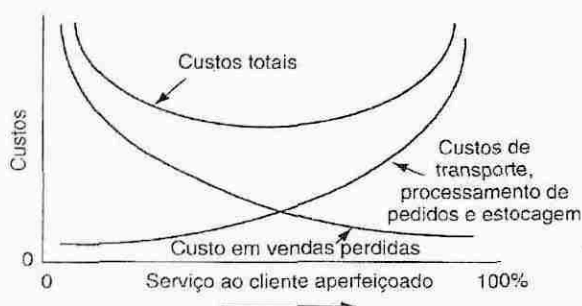 Custos totais
Custos
Custos de
transporte,
processamento de
pedidos e estocagem
Custo em vendas perdidas
0
0
Serviço ao cliente aperfeiçoado
100%